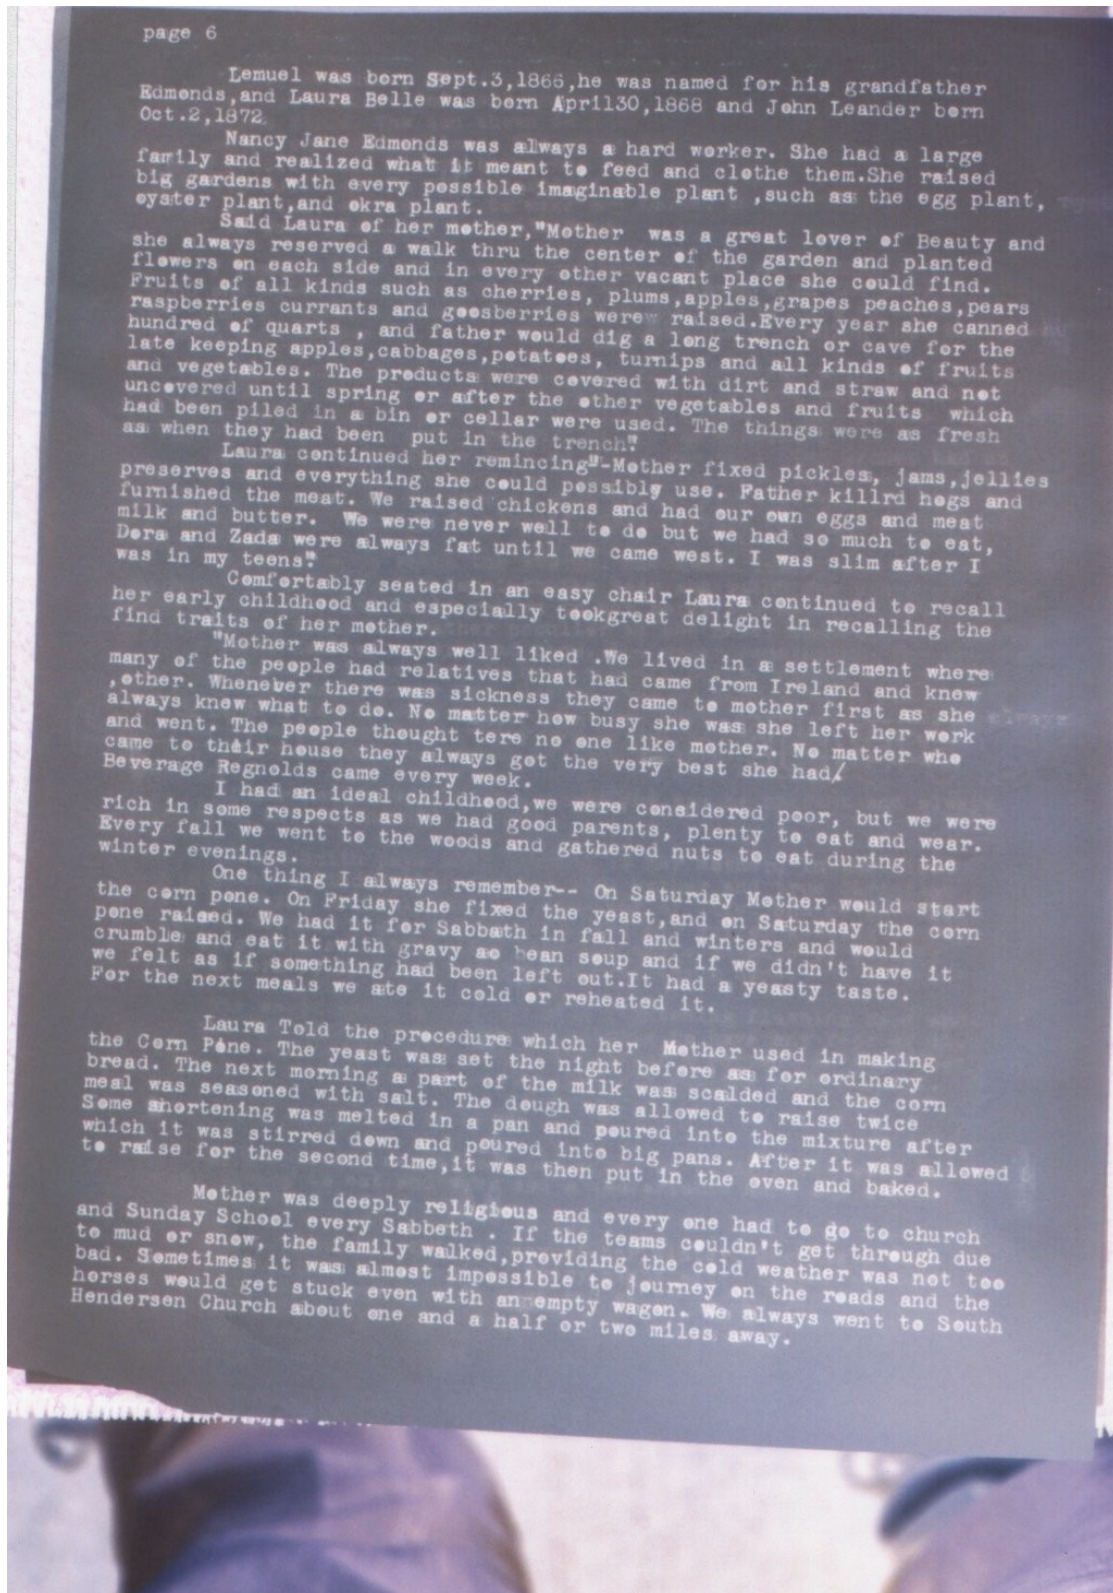 page 6
Lemuel was born Sept.3,1866,he was named for his grandfather
Edmonds,and Laura Belle was born April30,1868 and John Leander born
Oct.2,1872.
Nancy Jane Edmonds was always a hard worker. She had a large
family and realized what it meant to feed and clothe them.She raised
big gardens with every possible imaginable plant ,such as the egg plant,
oyster plant,and okra plant.
Said Laura of her mother,"Mother was a great lover of Beauty and
she always reserved a walk thru the center of the garden and planted
flowers on each side and in every other vacant place she could find.
Fruits of all kinds such as cherries, plums,apples,grapes peaches,pears
raspberries currants and goosberries were raised.Every year she canned
hundred of quarts , and father would dig a long trench or cave for the
late keeping apples,cabbages,potatoes, turnips and all kinds of fruits
and vegetables. The products were covered with dirt and straw and not
uncovered until spring or after the other vegetables and fruits which
had been piled in a bin or cellar were used. The things were as fresh
as when they had been put in the trench."
Laura continued her remincing"-Mother fixed pickles, jams,jellies
preserves and everything she could possibly use. Father killrd hogs and
furnished the meat. We raised chickens and had our own eggs and meat
milk and butter. We were never well to do but we had so much to eat,
Dora and Zada were always fat until we came west. I was slim after I
was in my teens."
Comfortably seated in an easy chair Laura continued to recall
her early childhood and especially tookgreat delight in recalling the
find traits of her mother.
"Mother was always well liked .We lived in a settlement where
many of the people had relatives that had came from Ireland and knew
,other. Whenever there was sickness they came to mother first as she
always knew what to do. No matter how busy she was she left her work
and went. The people thought tere no one like mother. No matter who
came to their house they always got the very best she had/
Beverage Regnolds came every week.
I had an ideal childhood,we were considered poor, but we were
rich in some respects as we had good parents, plenty to eat and wear.
Every fall we went to the woods and gathered nuts to eat during the
winter evenings.
One thing I always remember-- On Saturday Mother would start
the corn pone. On Friday she fixed the yeast,and on Saturday the corn
pone raised. We had it for Sabbath in fall and winters and would
crumble and eat it with gravy ao bean soup and if we didn't have it
we felt as if something had been left out.It had a yeasty taste.
For the next meals we ate it cold or reheated it.
Laura Told the procedure which her Mother used in making
the Corn Pone. The yeast was set the night before as for ordinary
bread. The next morning a part of the milk was scalded and the corn
meal was seasoned with salt. The dough was allowed to raise twice
Some shortening was melted in a pan and poured into the mixture after
which it was stirred down and poured into big pans. After it was allowed
to raise for the second time,it was then put in the oven and baked.
Mother was deeply religious and every one had to go to church
and Sunday School every Sabbeth . If the teams couldn't get through due
to mud or snow, the family walked,providing the cold weather was not too
bad. Sometimes it was almost impossible to journey on the roads and the
horses would get stuck even with an empty wagon. We always went to South
Hendersen Church about one and a half or two miles away.